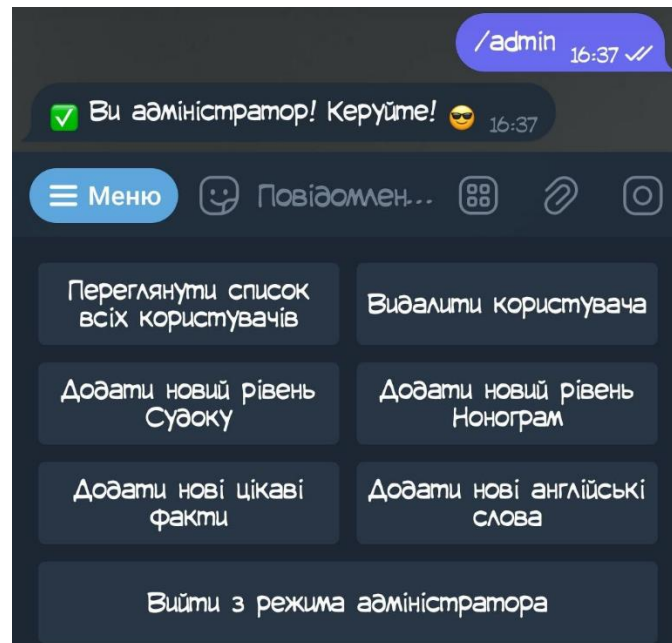 /admin 16:37
✅ Ви адміністратор! Керуйте! 😎 16:37
Меню Повідомлен...
Переглянути список
всіх користувачів
Видалити користувача
Додати новий рівень
Судоку
Додати новий рівень
Нонограм
Додати нові цікаві
факти
Додати нові англійські
слова
Вийти з режима адміністратора